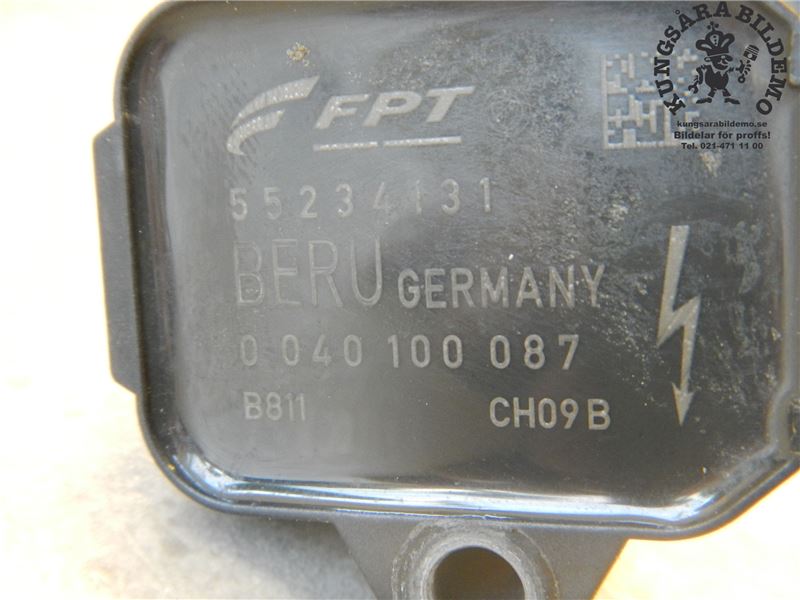 FPT
55234131
BERU GERMANY
0 040 100 087
B811 CH09B
KUNGSÅRA BILDEMO
kungsarabildemo.se
Bildelar för proffs!
Tel. 021-471 11 00